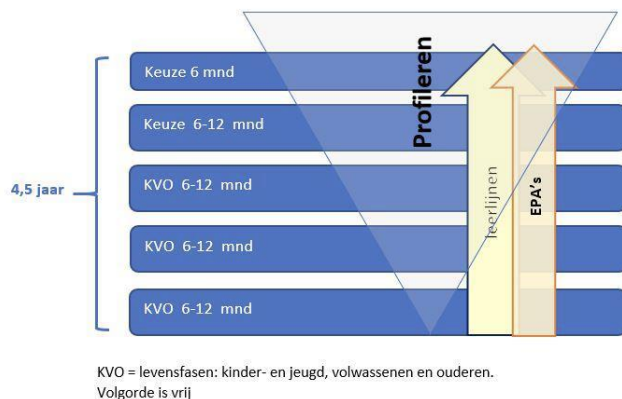 Profileren
Keuze 6 mnd
Keuze 6-12 mnd
KVO 6-12 mnd
KVO 6-12 mnd
KVO 6-12 mnd
4,5 jaar
leerlijnen
EPA's
KVO = levensfasen: kinder- en jeugd, volwassenen en ouderen.
Volgorde is vrij